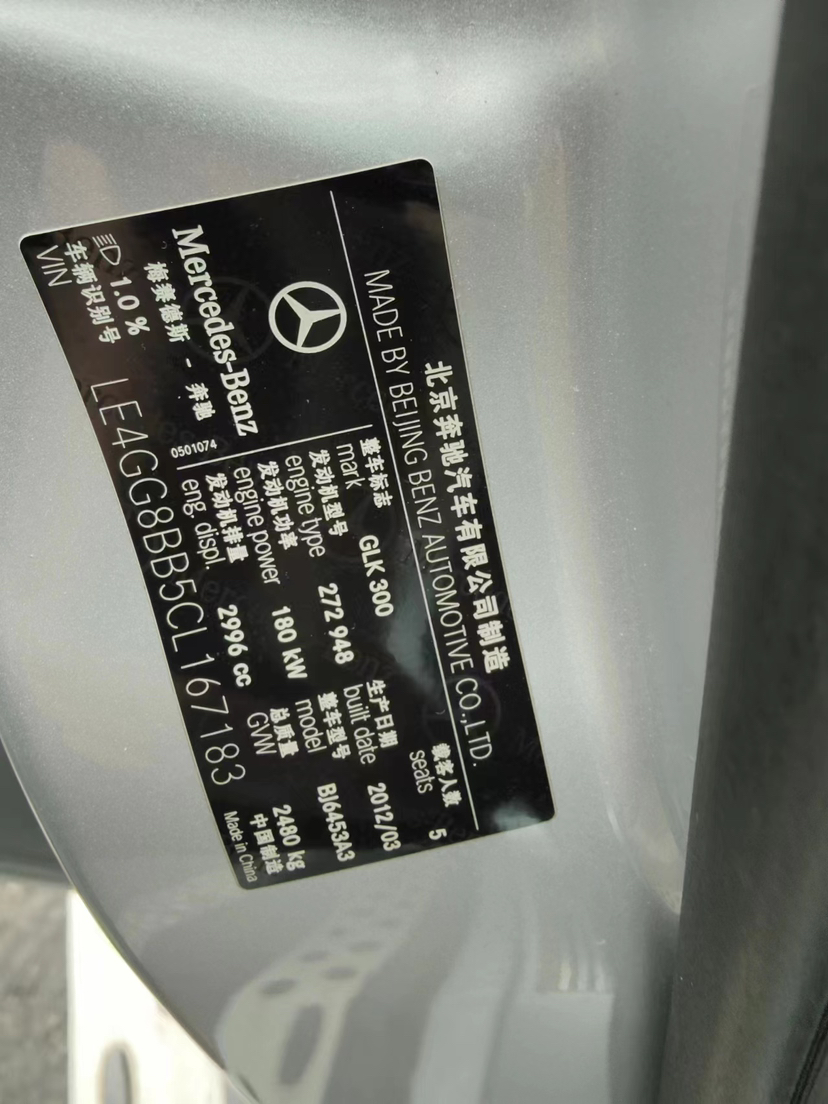 北京奔驰汽车有限公司制造
MADE BY BEIJING BENZ AUTOMOTIVE CO.,LTD.
Mercedes-Benz
梅赛德斯 - 奔驰
0501074
载客人数
seats 5
整车标志
mark GLK 300
生产日期
built date 2012/03
发动机型号
engine type 272 948
整车型号
model BJ6453A3
发动机功率
engine power 180 kW
总质量
GVW 2480 kg
发动机排量
eng. displ. 2996 cc
中国制造
Made in China
1.0 %
车辆识别号
VIN LE4GG8BB5CL167183